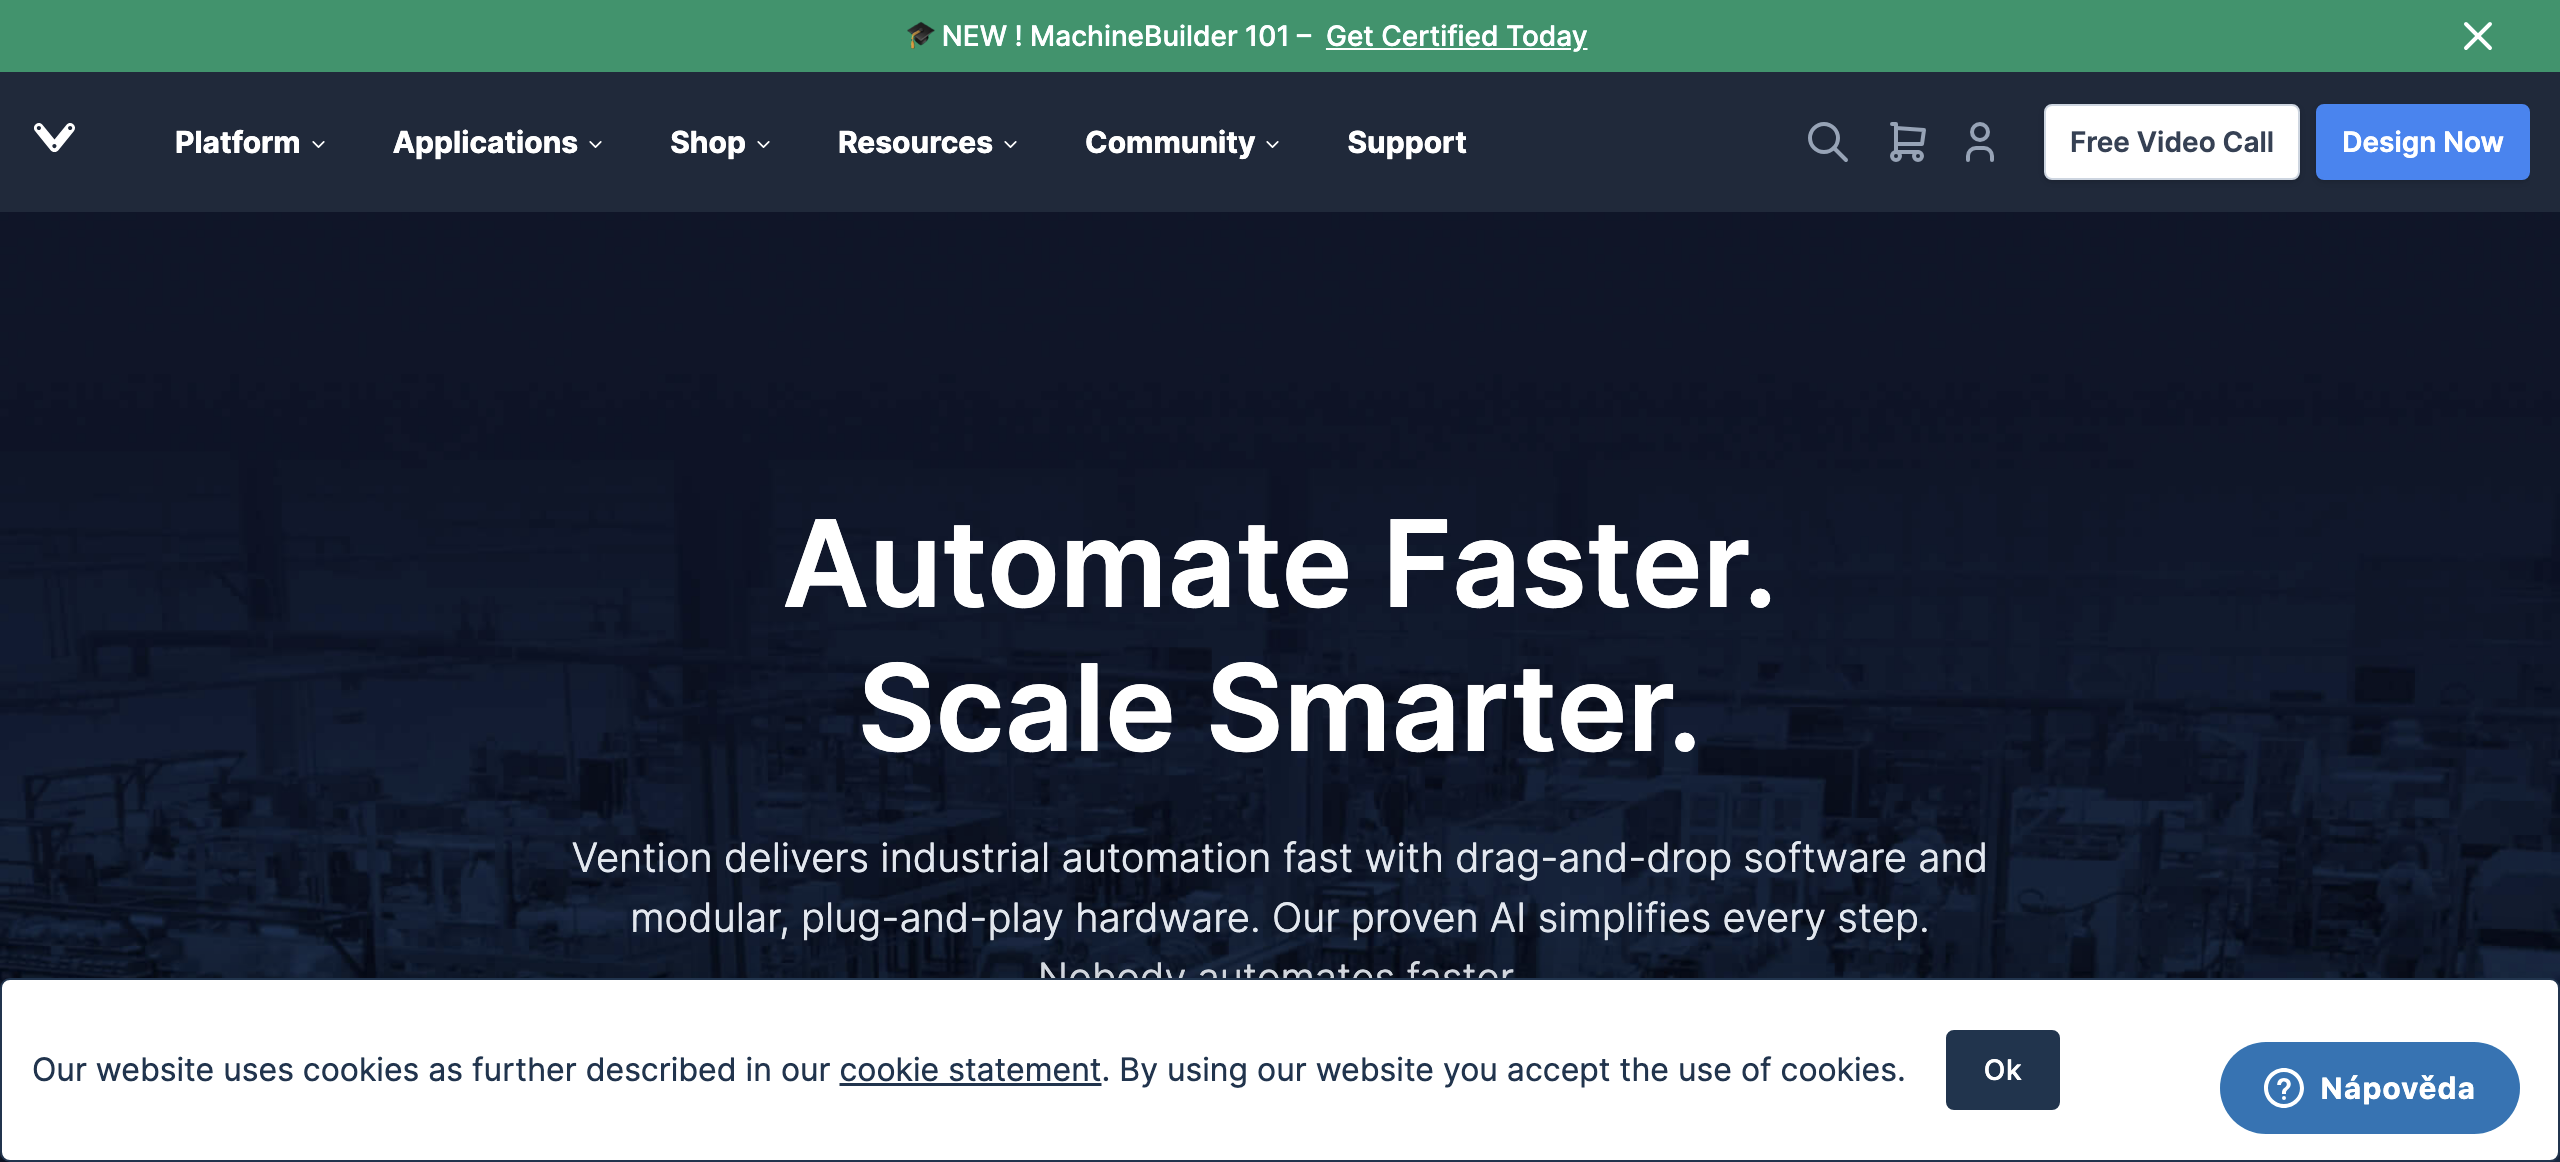 🎓 NEW ! MachineBuilder 101 – Get Certified Today
Platform Applications Shop Resources Community Support Free Video Call Design Now
Automate Faster.
Scale Smarter.
Vention delivers industrial automation fast with drag-and-drop software and
modular, plug-and-play hardware. Our proven AI simplifies every step.
Nobody automates faster.
Our website uses cookies as further described in our cookie statement. By using our website you accept the use of cookies. Ok
Nápověda